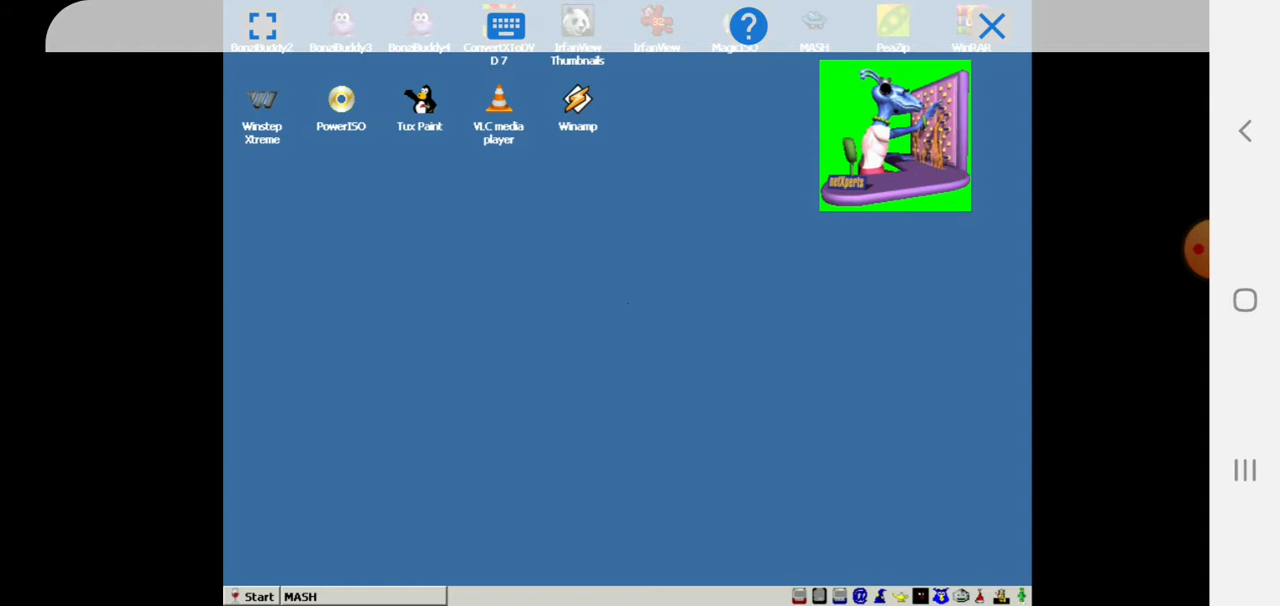 BonziBuddy2 BonziBuddy3 BonziBuddy4 ConvertXToDVD 7 IrfanView Thumbnails IrfanView MagicISO MASH PeaZip WinRAR
32
?
Winstep Xtreme
PowerISO
Tux Paint
VLC media player
Winamp
netXperts
Start
MASH